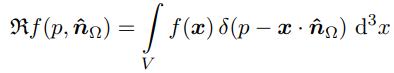 ℜf(p, n̂_Ω) = ∫_V f(x) δ(p − x · n̂_Ω) d³x